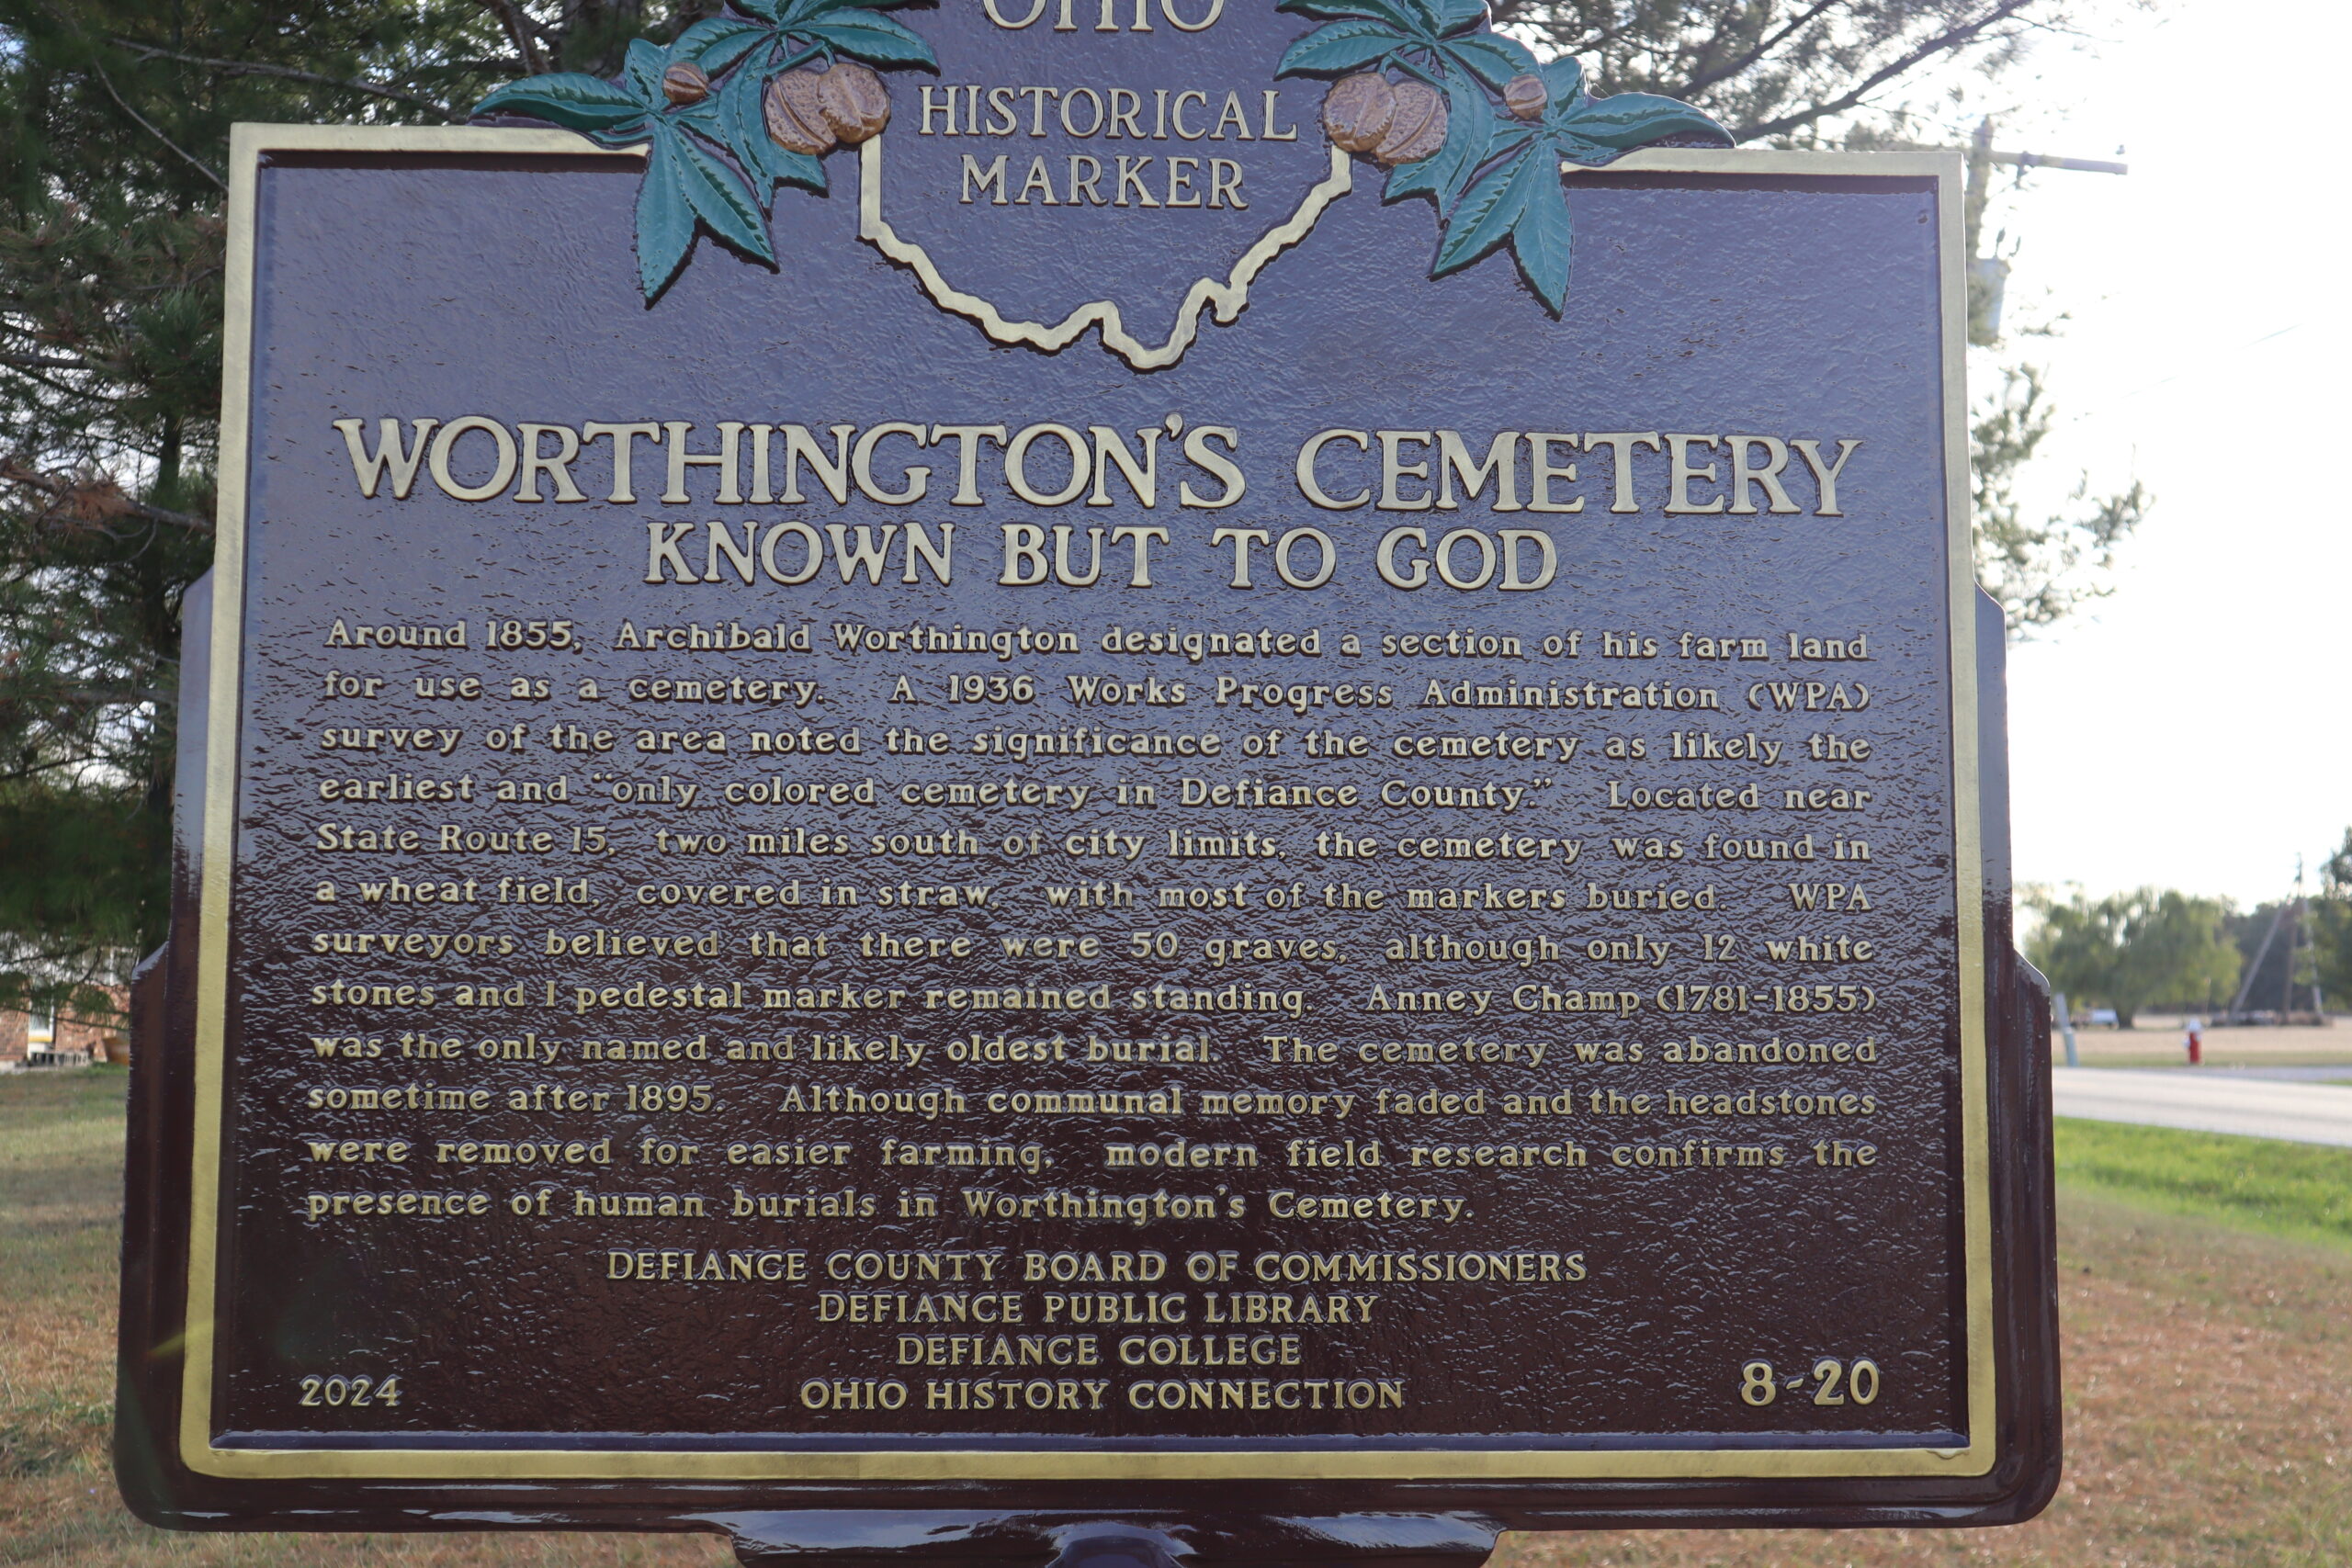 OHIO
HISTORICAL
MARKER
WORTHINGTON'S CEMETERY
KNOWN BUT TO GOD
Around 1855, Archibald Worthington designated a section of his farm land
for use as a cemetery. A 1936 Works Progress Administration (WPA)
survey of the area noted the significance of the cemetery as likely the
earliest and "only colored cemetery in Defiance County." Located near
State Route 15, two miles south of city limits, the cemetery was found in
a wheat field, covered in straw, with most of the markers buried. WPA
surveyors believed that there were 50 graves, although only 12 white
stones and 1 pedestal marker remained standing. Anney Champ (1781-1855)
was the only named and likely oldest burial. The cemetery was abandoned
sometime after 1895. Although communal memory faded and the headstones
were removed for easier farming, modern field research confirms the
presence of human burials in Worthington's Cemetery.
DEFIANCE COUNTY BOARD OF COMMISSIONERS
DEFIANCE PUBLIC LIBRARY
DEFIANCE COLLEGE
OHIO HISTORY CONNECTION
2024
8-20